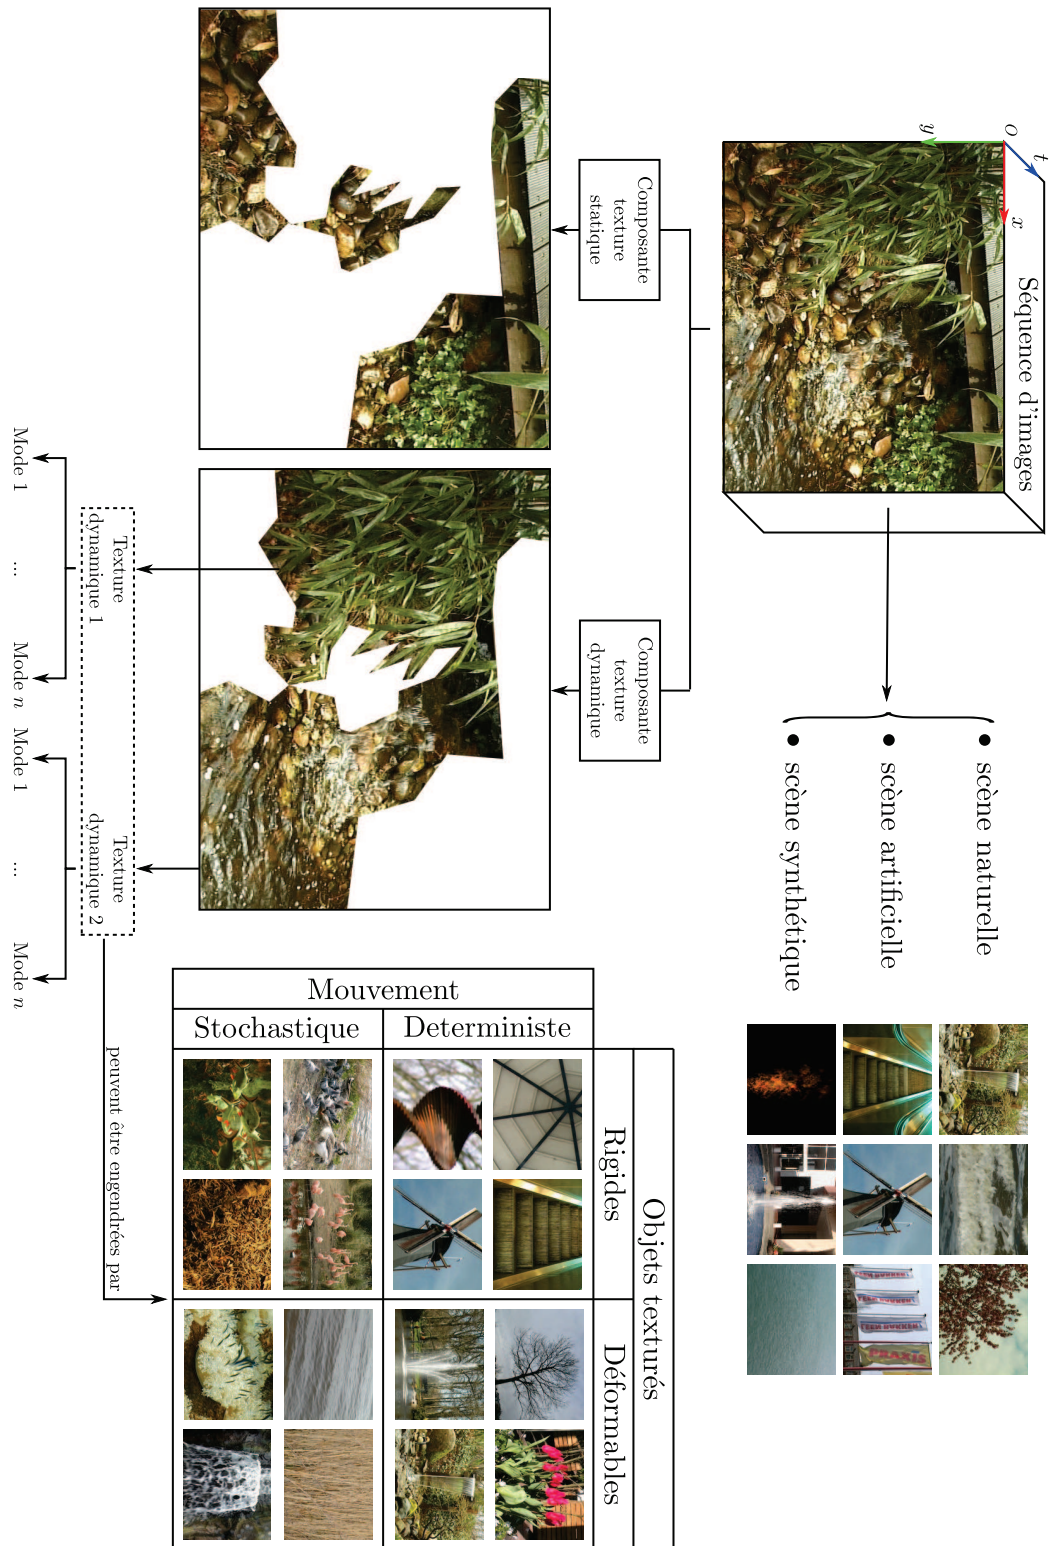 Séquence d'images
t
O
x
y
scène naturelle
scène artificielle
scène synthétique
PRAXIS
Composante
texture
statique
Composante
texture
dynamique
Texture
dynamique 1
Texture
dynamique 2
Mode 1
...
Mode n
Mode 1
...
Mode n
peuvent être engendrées par
Objets texturés
Rigides
Déformables
Mouvement
Deterministe
Stochastique